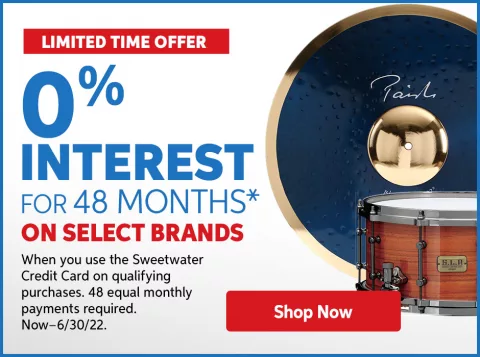 LIMITED TIME OFFER
0%
INTEREST
FOR 48 MONTHS*
ON SELECT BRANDS
When you use the Sweetwater
Credit Card on qualifying
purchases. 48 equal monthly
payments required.
Now–6/30/22.
Shop Now
Paiste
S.L.P